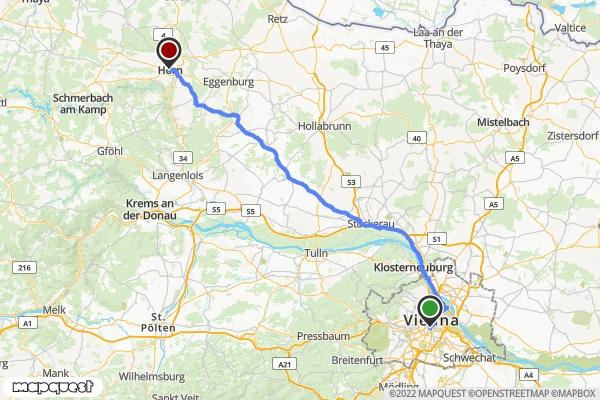 4
Retz
45
Laa an der
Thaya
Valtice
Thaya
Horn
Eggenburg
Poysdorf
Schmerbach
am Kamp
Hollabrunn
Mistelbach
40
Zistersdorf
Gföhl
34
A5
Langenlois
S3
Krems an
der Donau
S5
S5
Stockerau
A5
S1
Tulln
Klosterneuburg
216
Melk
A1
St.
Pölten
Vienna
Pressbaum
Schwechat
A21
Breitenfurt
A4
Wilhelmsburg
Mödling
Sankt Veit
mapquest
©2022 MAPQUEST ©OPENSTREETMAP ©MAPBOX